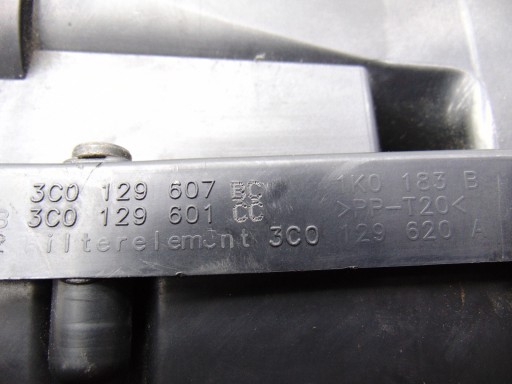 3C0 129 607 BC 1K0 183 B
3C0 129 601 CC >PP-T20<
Filterelement 3C0 129 620 A